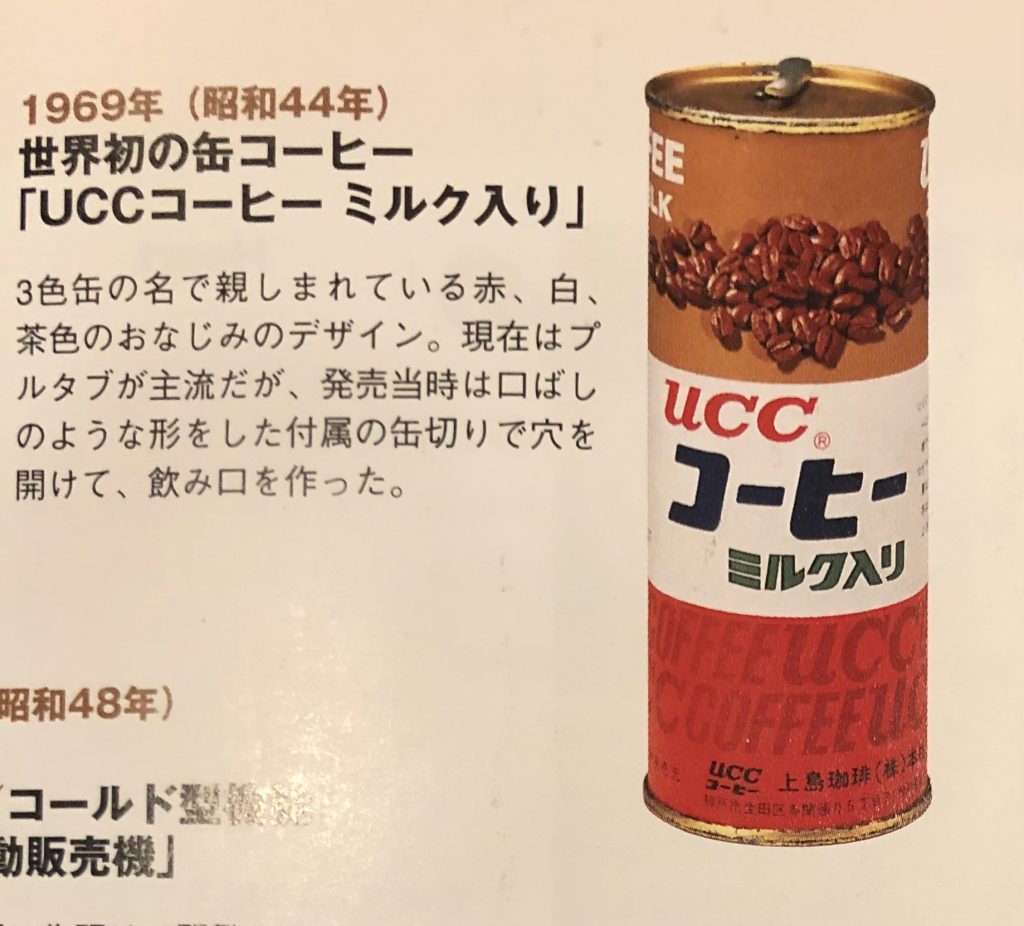 1969年（昭和44年）
世界初の缶コーヒー
「UCCコーヒー ミルク入り」
3色缶の名で親しまれている赤、白、
茶色のおなじみのデザイン。現在はプ
ルタブが主流だが、発売当時は口ばし
のような形をした付属の缶切りで穴を
開けて、飲み口を作った。
昭和48年）
コールド型
動販売機」
FEE
LK
UCC®
コーヒー
ミルク入り
OFFEE UCC
CCOFFEE UC
UCC
コーヒー
上島珈琲（株）